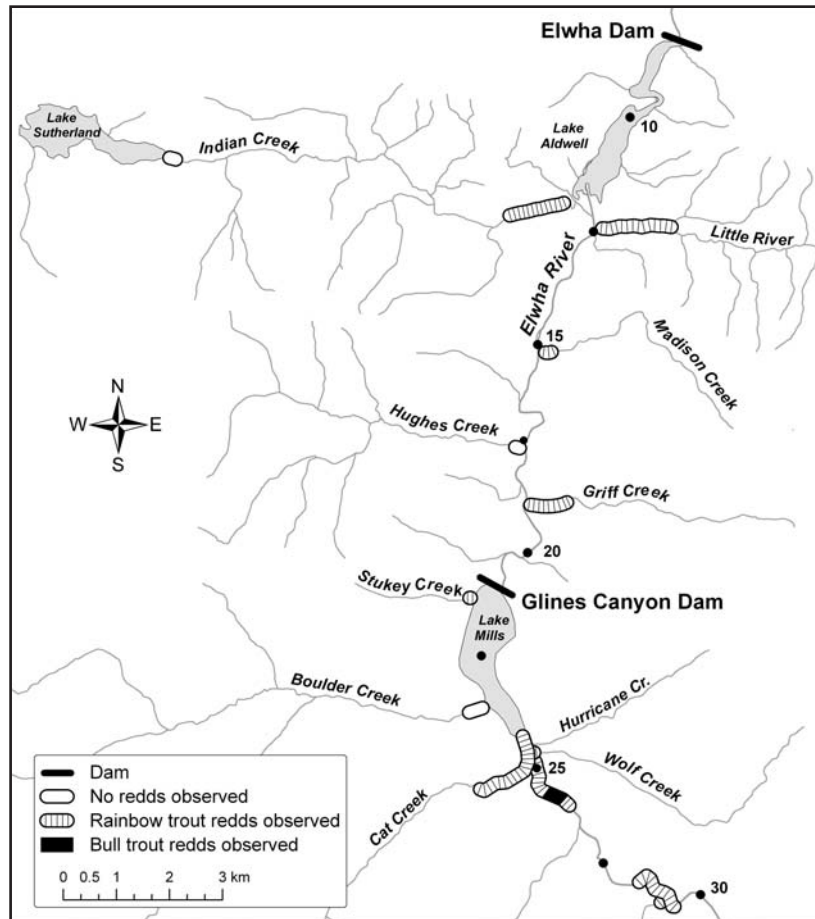 Elwha Dam
Lake
Sutherland
Indian Creek
Lake
Aldwell
10
Little River
Elwha River
15
Madison Creek
N
W E
S
Hughes Creek
Griff Creek
20
Stukey Creek
Glines Canyon Dam
Lake
Mills
Boulder Creek
Hurricane Cr.
25
Wolf Creek
Cat Creek
30
Dam
No redds observed
Rainbow trout redds observed
Bull trout redds observed
0 0.5 1 2 3 km